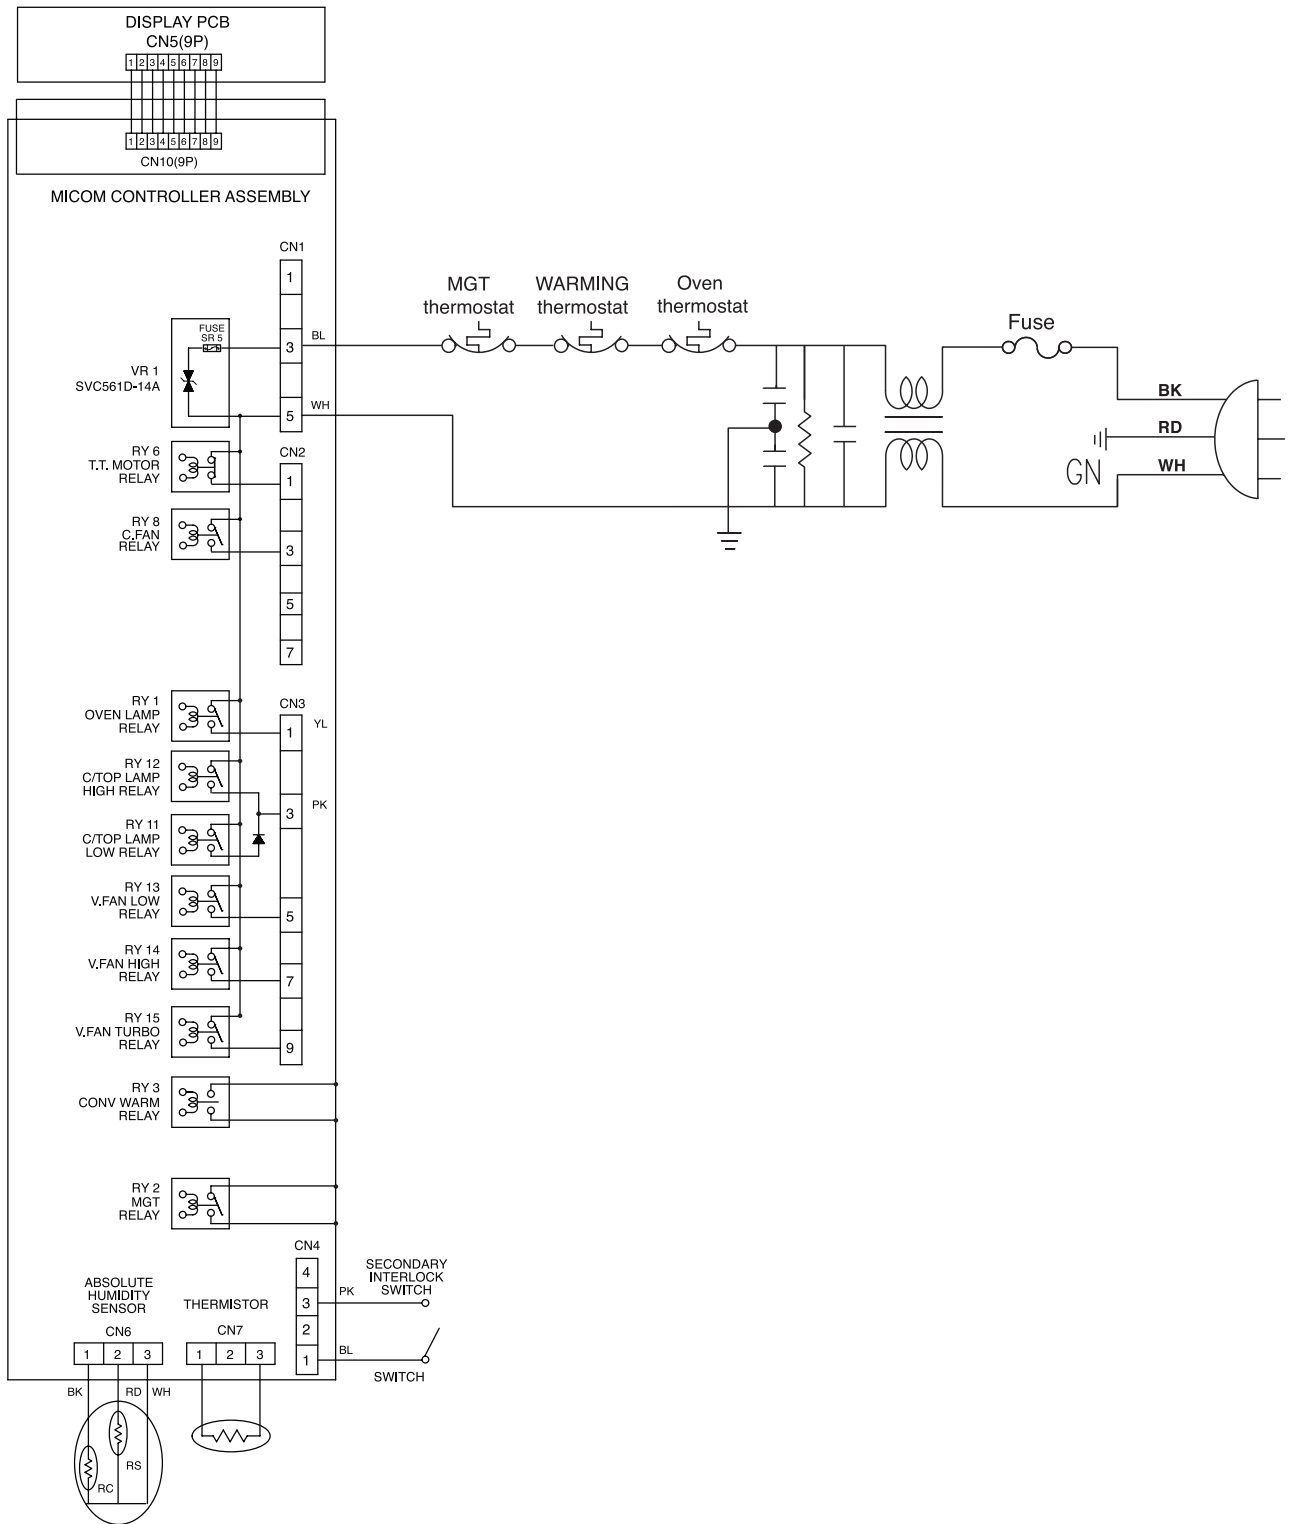 DISPLAY PCB
CN5(9P)
1 2 3 4 5 6 7 8 9
1 2 3 4 5 6 7 8 9
CN10(9P)
MICOM CONTROLLER ASSEMBLY
CN1
1
3
5
BL
WH
FUSE
SR 5
VR 1
SVC561D-14A
MGT
thermostat
WARMING
thermostat
Oven
thermostat
Fuse
BK
RD
GN
WH
RY 6
T.T. MOTOR
RELAY
RY 8
C.FAN
RELAY
CN2
1
3
5
7
RY 1
OVEN LAMP
RELAY
RY 12
C/TOP LAMP
HIGH RELAY
RY 11
C/TOP LAMP
LOW RELAY
RY 13
V.FAN LOW
RELAY
RY 14
V.FAN HIGH
RELAY
RY 15
V.FAN TURBO
RELAY
CN3
1
3
5
7
9
YL
PK
RY 3
CONV WARM
RELAY
RY 2
MGT
RELAY
CN4
4
3
2
1
PK
BL
SECONDARY
INTERLOCK
SWITCH
SWITCH
ABSOLUTE
HUMIDITY
SENSOR
CN6
1 2 3
BK RD WH
RS
RC
THERMISTOR
CN7
1 2 3